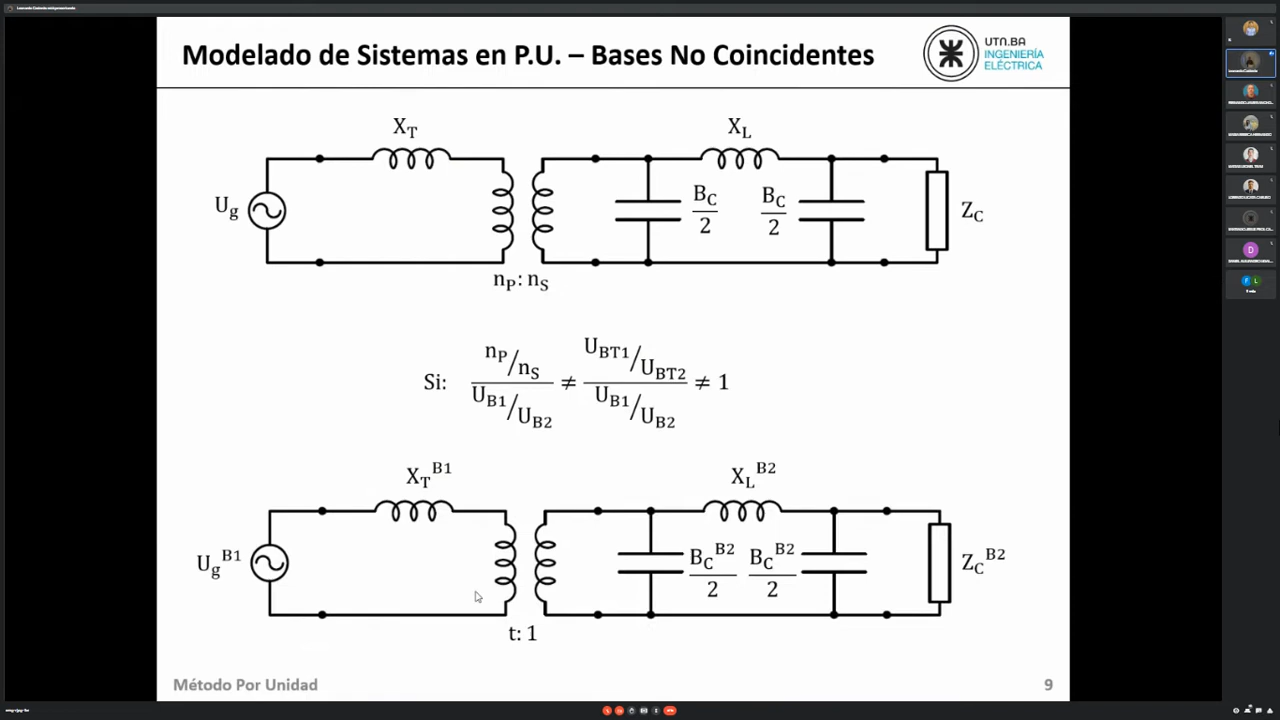 Modelado de Sistemas en P.U. – Bases No Coincidentes
UTN.BA
INGENIERÍA
ELÉCTRICA
X_T
X_L
U_g
B_C/2
B_C/2
Z_C
n_P: n_S
Si: (n_P/n_S)/(U_B1/U_B2) ≠ (U_BT1/U_BT2)/(U_B1/U_B2) ≠ 1
X_T^B1
X_L^B2
U_g^B1
B_C^B2/2
B_C^B2/2
Z_C^B2
t: 1
Método Por Unidad
9
D
F
L